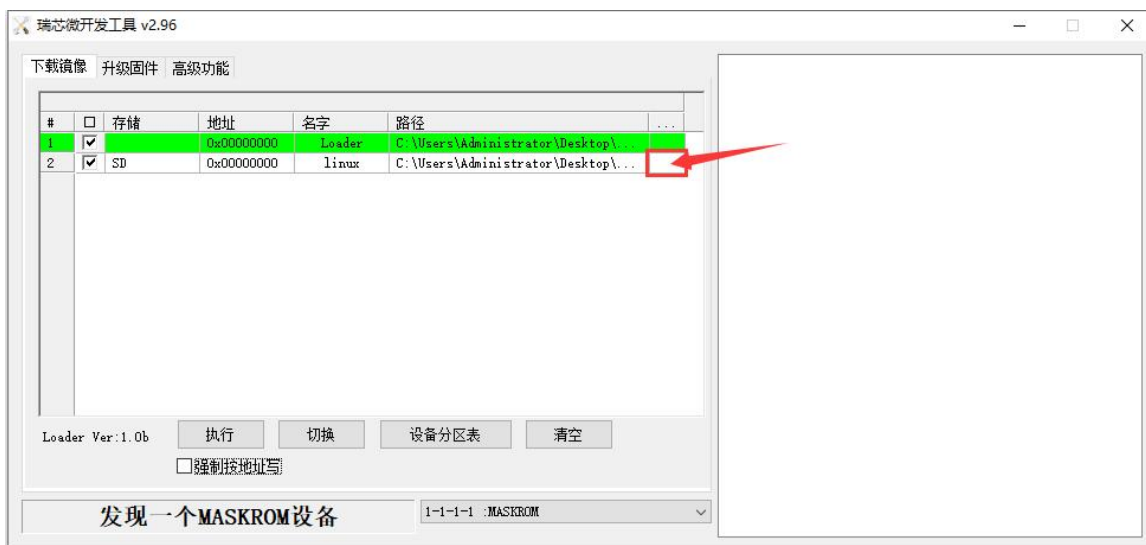 瑞芯微开发工具 v2.96
下载镜像 升级固件 高级功能
# 存储 地址 名字 路径 ...
1 0x00000000 Loader C:\Users\Administrator\Desktop\...
2 SD 0x00000000 linux C:\Users\Administrator\Desktop\...
Loader Ver:1.0b 执行 切换 设备分区表 清空
强制按地址写
发现一个MASKROM设备 1-1-1-1 :MASKROM